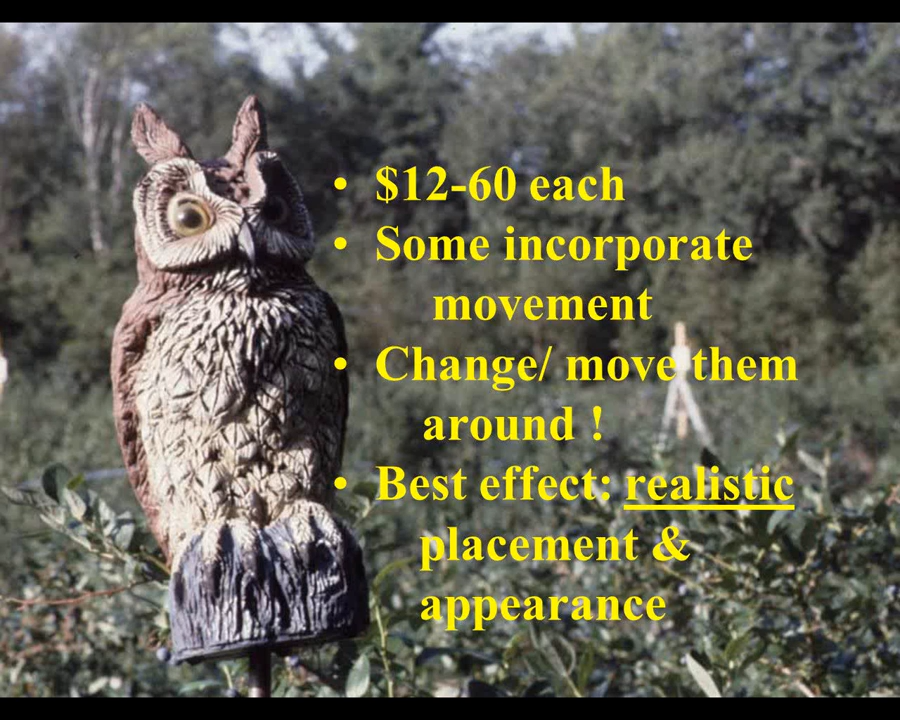 • $12-60 each
• Some incorporate
movement
• Change/ move them
around !
• Best effect: realistic
placement &
appearance